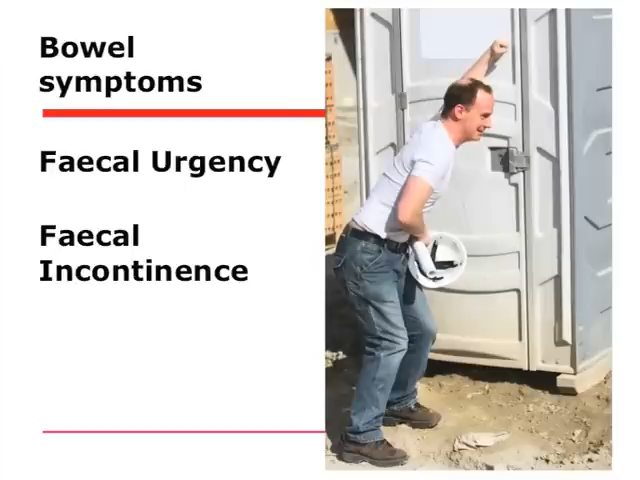 Bowel
symptoms
Faecal Urgency
Faecal
Incontinence